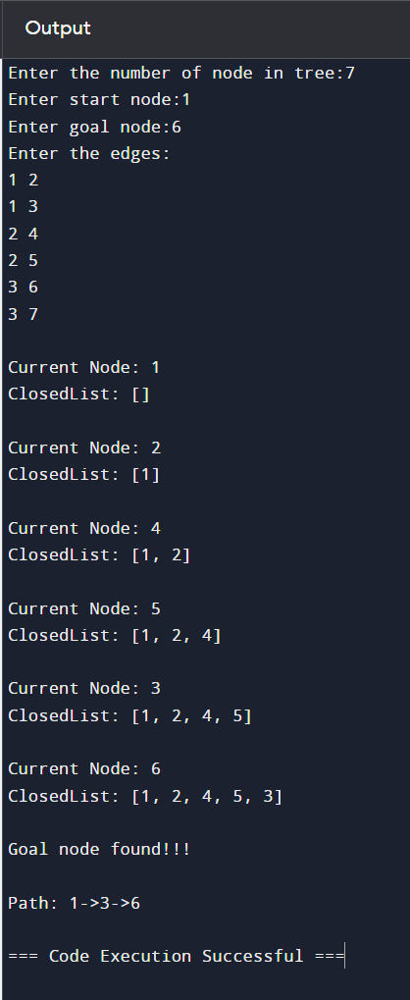 Output
Enter the number of node in tree:7
Enter start node:1
Enter goal node:6
Enter the edges:
1 2
1 3
2 4
2 5
3 6
3 7
Current Node: 1
ClosedList: []
Current Node: 2
ClosedList: [1]
Current Node: 4
ClosedList: [1, 2]
Current Node: 5
ClosedList: [1, 2, 4]
Current Node: 3
ClosedList: [1, 2, 4, 5]
Current Node: 6
ClosedList: [1, 2, 4, 5, 3]
Goal node found!!!
Path: 1->3->6
=== Code Execution Successful ===